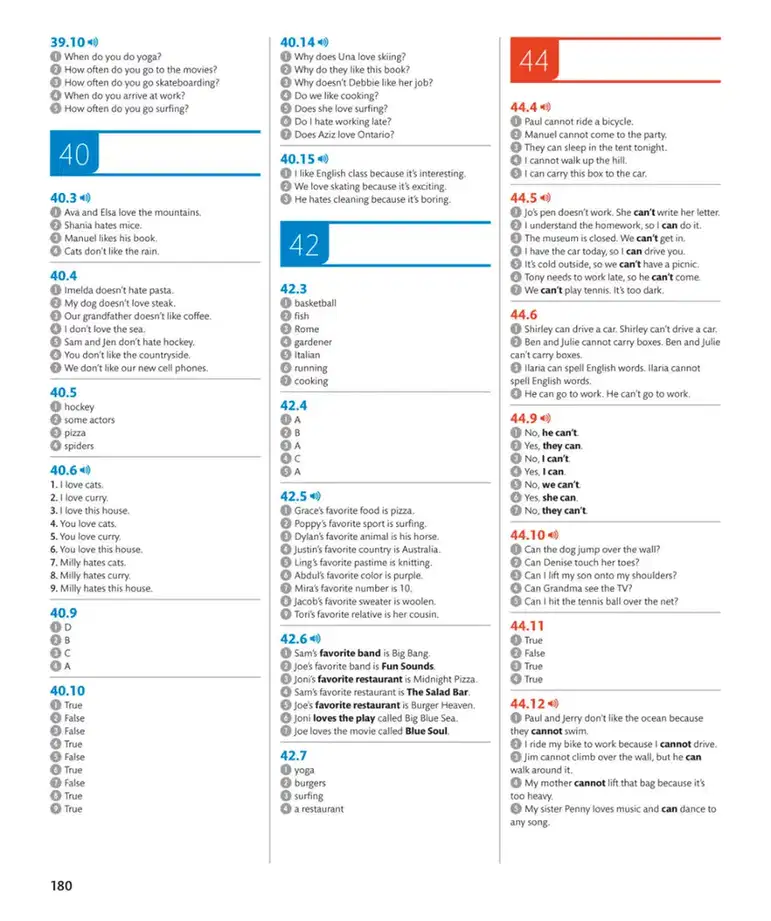 39.10
1 When do you do yoga?
2 How often do you go to the movies?
3 How often do you go skateboarding?
4 When do you arrive at work?
5 How often do you go surfing?
40
40.3
1 Ava and Elsa love the mountains.
2 Shania hates mice.
3 Manuel likes his book.
4 Cats don't like the rain.
40.4
1 Imelda doesn't hate pasta.
2 My dog doesn't love steak.
3 Our grandfather doesn't like coffee.
4 I don't love the sea.
5 Sam and Jen don't hate hockey.
6 You don't like the countryside.
7 We don't like our new cell phones.
40.5
1 hockey
2 some actors
3 pizza
4 spiders
40.6
1. I love cats.
2. I love curry.
3. I love this house.
4. You love cats.
5. You love curry.
6. You love this house.
7. Milly hates cats.
8. Milly hates curry.
9. Milly hates this house.
40.9
1 D
2 B
3 C
4 A
40.10
1 True
2 False
3 False
4 True
5 False
6 True
7 False
8 True
9 True
40.14
1 Why does Una love skiing?
2 Why do they like this book?
3 Why doesn't Debbie like her job?
4 Do we like cooking?
5 Does she love surfing?
6 Do I hate working late?
7 Does Aziz love Ontario?
40.15
1 I like English class because it's interesting.
2 We love skating because it's exciting.
3 He hates cleaning because it's boring.
42
42.3
1 basketball
2 fish
3 Rome
4 gardener
5 Italian
6 running
7 cooking
42.4
1 A
2 B
3 A
4 C
5 A
42.5
1 Grace's favorite food is pizza.
2 Poppy's favorite sport is surfing.
3 Dylan's favorite animal is his horse.
4 Justin's favorite country is Australia.
5 Ling's favorite pastime is knitting.
6 Abdul's favorite color is purple.
7 Mira's favorite number is 10.
8 Jacob's favorite sweater is woolen.
9 Tori's favorite relative is her cousin.
42.6
1 Sam's favorite band is Big Bang.
2 Joe's favorite band is Fun Sounds.
3 Joni's favorite restaurant is Midnight Pizza.
4 Sam's favorite restaurant is The Salad Bar.
5 Joe's favorite restaurant is Burger Heaven.
6 Joni loves the play called Big Blue Sea.
7 Joe loves the movie called Blue Soul.
42.7
1 yoga
2 burgers
3 surfing
4 a restaurant
44
44.4
1 Paul cannot ride a bicycle.
2 Manuel cannot come to the party.
3 They can sleep in the tent tonight.
4 I cannot walk up the hill.
5 I can carry this box to the car.
44.5
1 Jo's pen doesn't work. She can't write her letter.
2 I understand the homework, so I can do it.
3 The museum is closed. We can't get in.
4 I have the car today, so I can drive you.
5 It's cold outside, so we can't have a picnic.
6 Tony needs to work late, so he can't come.
7 We can't play tennis. It's too dark.
44.6
1 Shirley can drive a car. Shirley can't drive a car.
2 Ben and Julie cannot carry boxes. Ben and Julie
can't carry boxes.
3 Ilaria can spell English words. Ilaria cannot
spell English words.
4 He can go to work. He can't go to work.
44.9
1 No, he can't.
2 Yes, they can.
3 No, I can't.
4 Yes, I can.
5 No, we can't.
6 Yes, she can.
7 No, they can't.
44.10
1 Can the dog jump over the wall?
2 Can Denise touch her toes?
3 Can I lift my son onto my shoulders?
4 Can Grandma see the TV?
5 Can I hit the tennis ball over the net?
44.11
1 True
2 False
3 True
4 True
44.12
1 Paul and Jerry don't like the ocean because
they cannot swim.
2 I ride my bike to work because I cannot drive.
3 Jim cannot climb over the wall, but he can
walk around it.
4 My mother cannot lift that bag because it's
too heavy.
5 My sister Penny loves music and can dance to
any song.
180